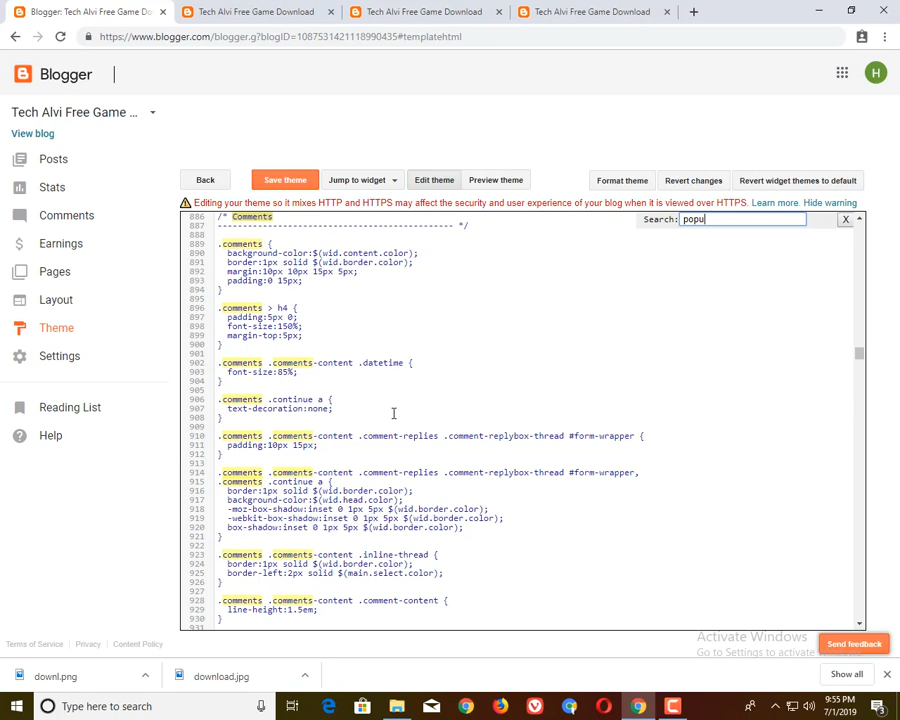 Blogger: Tech Alvi Free Game D
Tech Alvi Free Game Download
Tech Alvi Free Game Download
Tech Alvi Free Game Download
https://www.blogger.com/blogger.g?blogID=1087531421118990435#templatehtml
Blogger
H
Tech Alvi Free Game ...
View blog
Posts
Stats
Comments
Earnings
Pages
Layout
Theme
Settings
Reading List
Help
Back
Save theme
Jump to widget
Edit theme
Preview theme
Format theme
Revert changes
Revert widget themes to default
Editing your theme so it mixes HTTP and HTTPS may affect the security and user experience of your blog when it is viewed over HTTPS. Learn more. Hide warning
Search: popu
X
886 /* Comments
887 ----------------------------------------------- */
888
889 .comments {
890 background-color:$(wid.content.color);
891 border:1px solid $(wid.border.color);
892 margin:10px 10px 15px 5px;
893 padding:0 15px;
894 }
895
896 .comments > h4 {
897 padding:5px 0;
898 font-size:150%;
899 margin-top:5px;
900 }
901
902 .comments .comments-content .datetime {
903 font-size:85%;
904 }
905
906 .comments .continue a {
907 text-decoration:none;
908 }
909
910 .comments .comments-content .comment-replies .comment-replybox-thread #form-wrapper {
911 padding:10px 15px;
912 }
913
914 .comments .comments-content .comment-replies .comment-replybox-thread #form-wrapper,
915 .comments .continue a {
916 border:1px solid $(wid.border.color);
917 background-color:$(wid.head.color);
918 -moz-box-shadow:inset 0 1px 5px $(wid.border.color);
919 -webkit-box-shadow:inset 0 1px 5px $(wid.border.color);
920 box-shadow:inset 0 1px 5px $(wid.border.color);
921 }
922
923 .comments .comments-content .inline-thread {
924 border:1px solid $(wid.border.color);
925 border-left:2px solid $(main.select.color);
926 }
927
928 .comments .comments-content .comment-content {
929 line-height:1.5em;
930 }
931
Terms of Service | Privacy | Content Policy
Activate Windows
Go to Settings to activate
Send feedback
downl.png
download.jpg
Show all
Type here to search
9:55 PM
7/1/2019
3